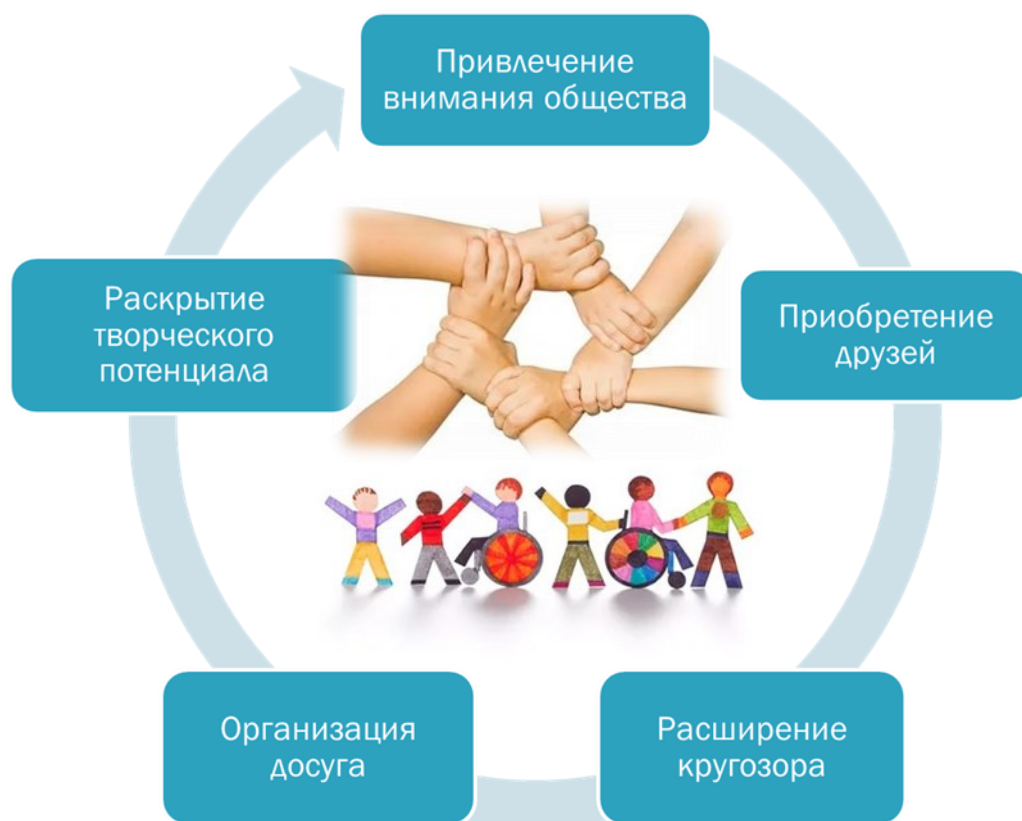 Привлечение
внимания общества
Приобретение
друзей
Расширение
кругозора
Организация
досуга
Раскрытие
творческого
потенциала